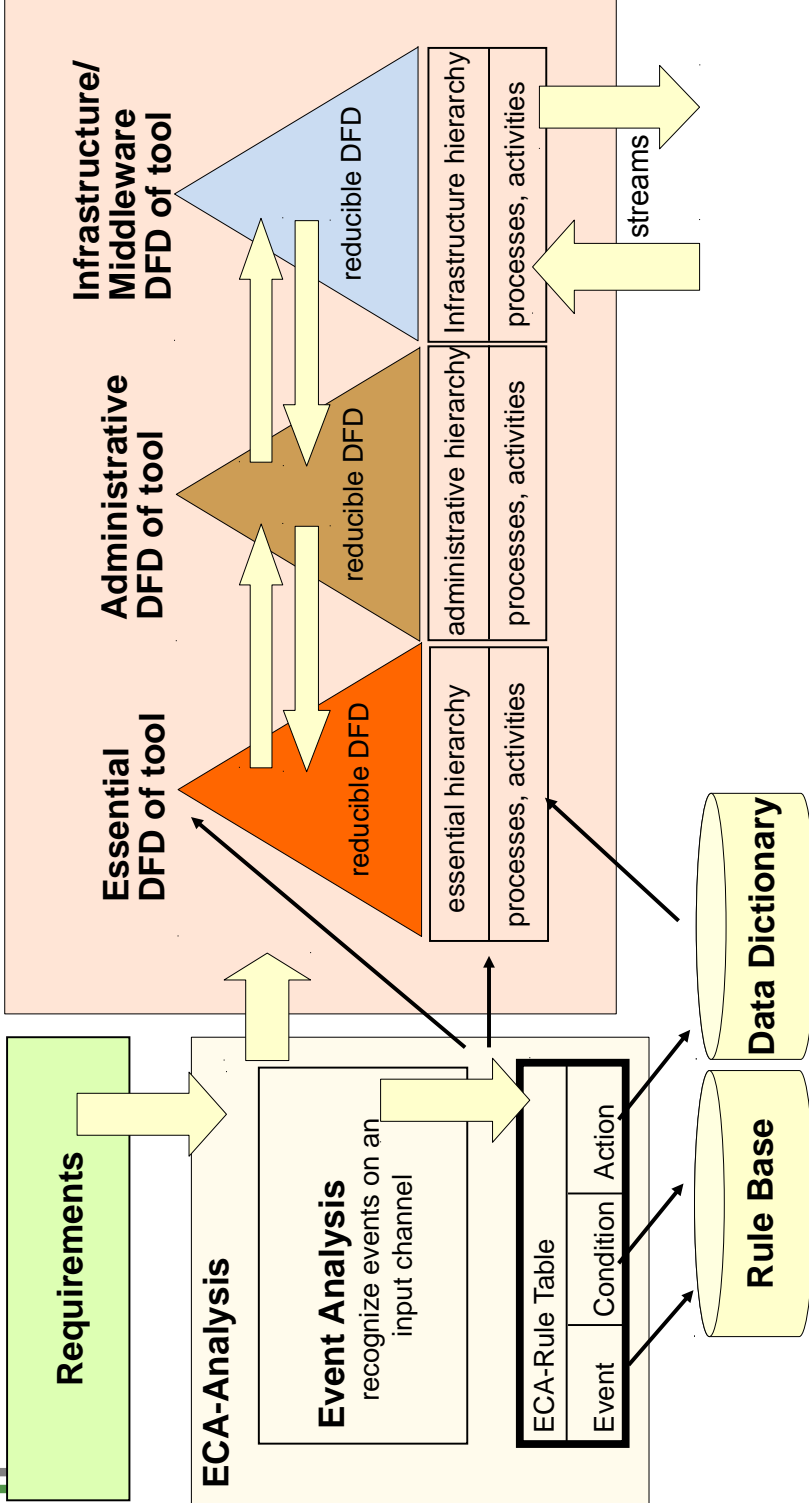 Requirements
ECA-Analysis
Event Analysis
recognize events on an
input channel
ECA-Rule Table
Event
Condition
Action
Rule Base
Data Dictionary
Essential
DFD of tool
reducible DFD
essential hierarchy
processes, activities
Administrative
DFD of tool
reducible DFD
administrative hierarchy
processes, activities
Infrastructure/
Middleware
DFD of tool
reducible DFD
Infrastructure hierarchy
processes, activities
streams